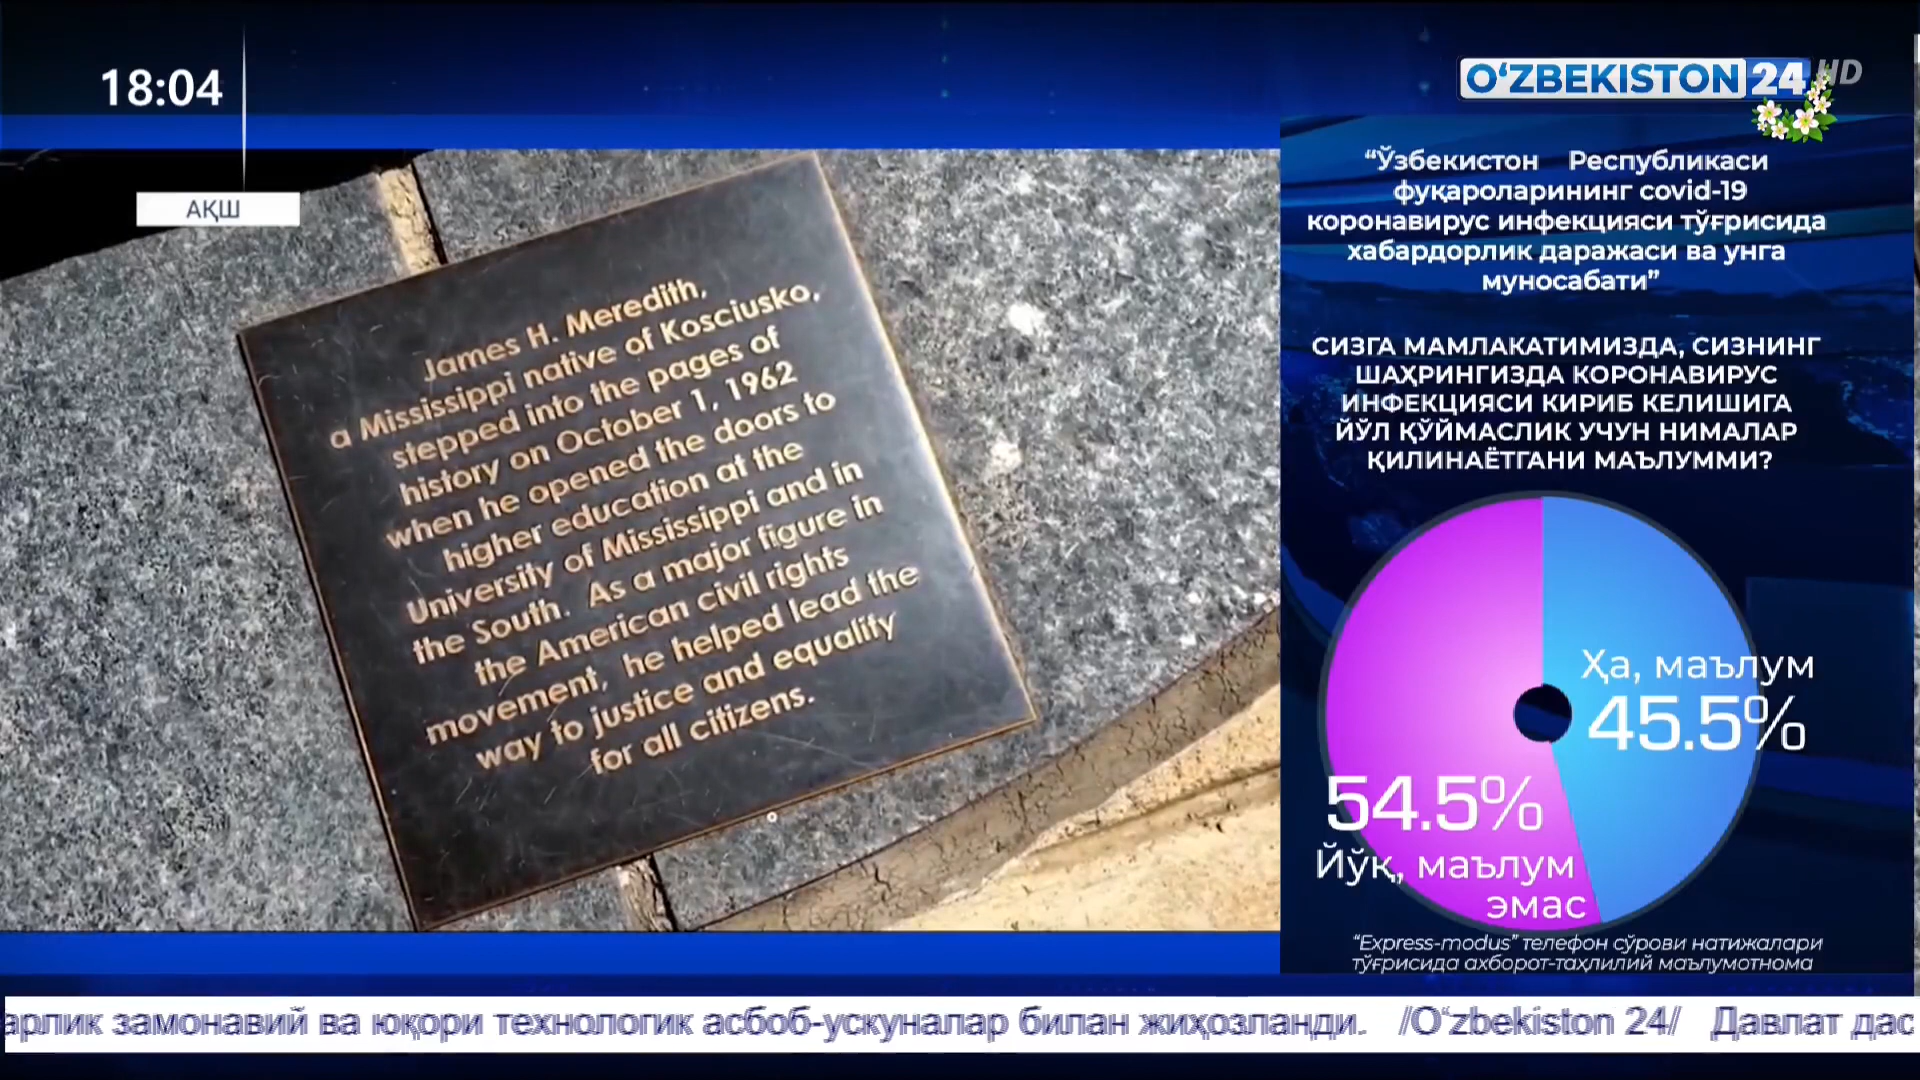 18:04
O‘ZBEKISTON 24 HD
АҚШ
James H. Meredith,
a Mississippi native of Kosciusko,
stepped into the pages of
history on October 1, 1962
when he opened the doors to
higher education at the
University of Mississippi and in
the South. As a major figure in
the American civil rights
movement, he helped lead the
way to justice and equality
for all citizens.
“Ўзбекистон Республикаси
фуқароларининг covid-19
коронавирус инфекцияси тўғрисида
хабардорлик даражаси ва унга
муносабати”
СИЗГА МАМЛАКАТИМИЗДА, СИЗНИНГ
ШАҲРИНГИЗДА КОРОНАВИРУС
ИНФЕКЦИЯСИ КИРИБ КЕЛИШИГА
ЙЎЛ ҚЎЙМАСЛИК УЧУН НИМАЛАР
ҚИЛИНАЁТГАНИ МАЪЛУММИ?
Ҳа, маълум
45.5%
54.5%
Йўқ, маълум
эмас
“Express-modus” телефон сўрови натижалари
тўғрисида ахборот-таҳлилий маълумотнома
арлик замонавий ва юқори технологик асбоб-ускуналар билан жиҳозланди. /O‘zbekiston 24/ Давлат дас